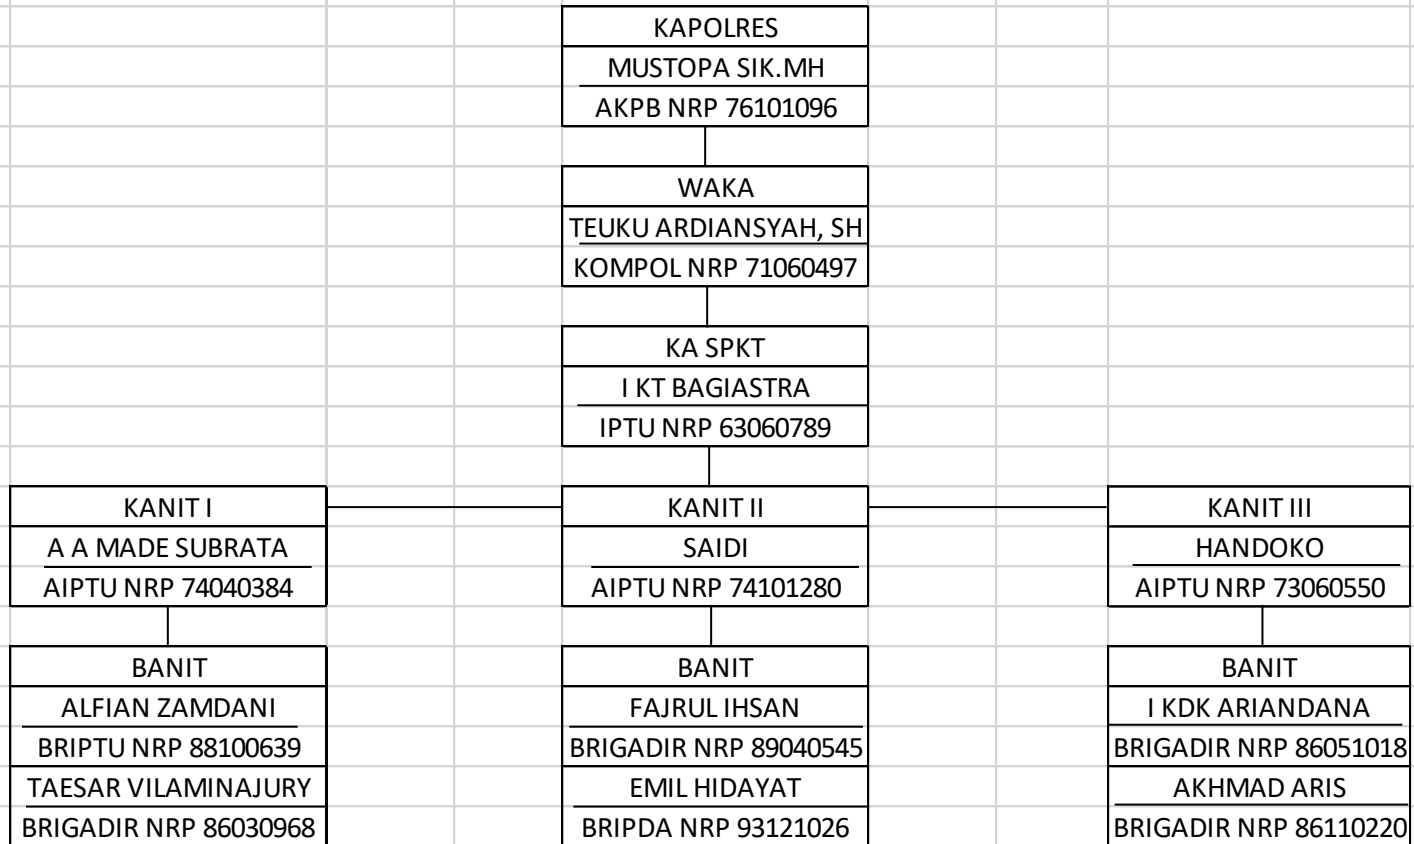 KAPOLRES
MUSTOPA SIK.MH
AKPB NRP 76101096
WAKA
TEUKU ARDIANSYAH, SH
KOMPOL NRP 71060497
KA SPKT
I KT BAGIASTRA
IPTU NRP 63060789
KANIT I
A A MADE SUBRATA
AIPTU NRP 74040384
KANIT II
SAIDI
AIPTU NRP 74101280
KANIT III
HANDOKO
AIPTU NRP 73060550
BANIT
ALFIAN ZAMDANI
BRIPTU NRP 88100639
TAESAR VILAMINAJURY
BRIGADIR NRP 86030968
BANIT
FAJRUL IHSAN
BRIGADIR NRP 89040545
EMIL HIDAYAT
BRIPDA NRP 93121026
BANIT
I KDK ARIANDANA
BRIGADIR NRP 86051018
AKHMAD ARIS
BRIGADIR NRP 86110220